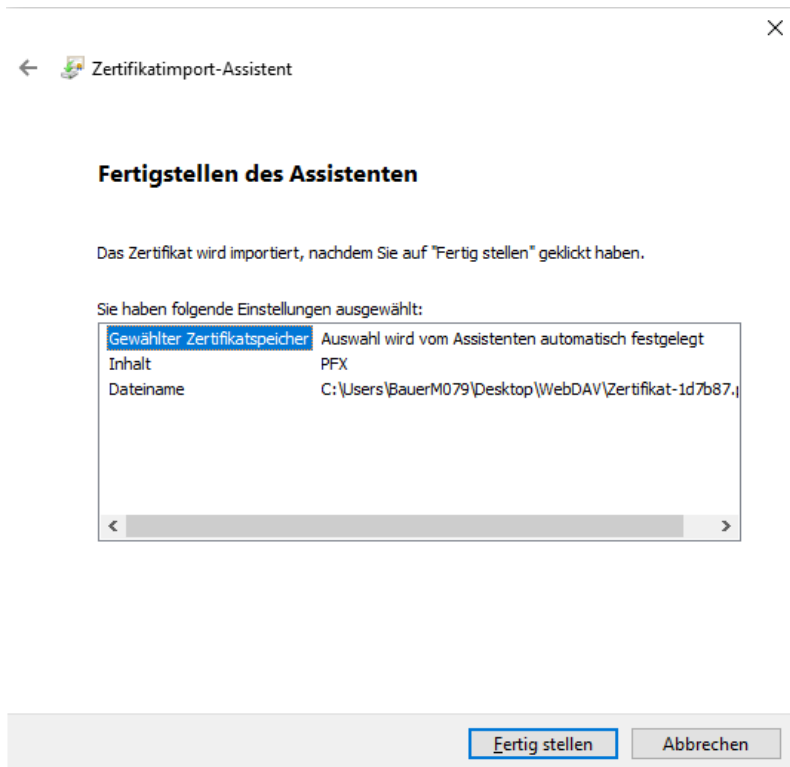 Zertifikatimport-Assistent
Fertigstellen des Assistenten
Das Zertifikat wird importiert, nachdem Sie auf "Fertig stellen" geklickt haben.
Sie haben folgende Einstellungen ausgewählt:
Gewählter Zertifikatspeicher Auswahl wird vom Assistenten automatisch festgelegt
Inhalt PFX
Dateiname C:\Users\BauerM079\Desktop\WebDAV\Zertifikat-1d7b87.p
Fertig stellen Abbrechen